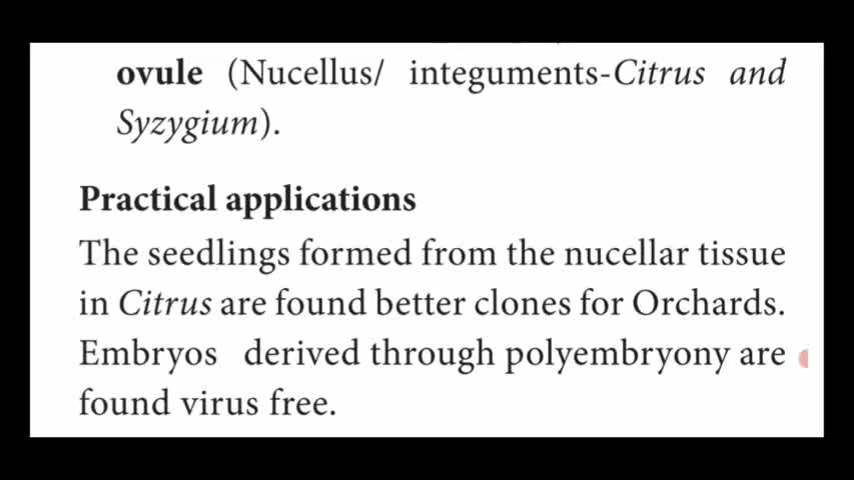 ovule (Nucellus/ integuments-Citrus and
Syzygium).
Practical applications
The seedlings formed from the nucellar tissue
in Citrus are found better clones for Orchards.
Embryos derived through polyembryony are
found virus free.